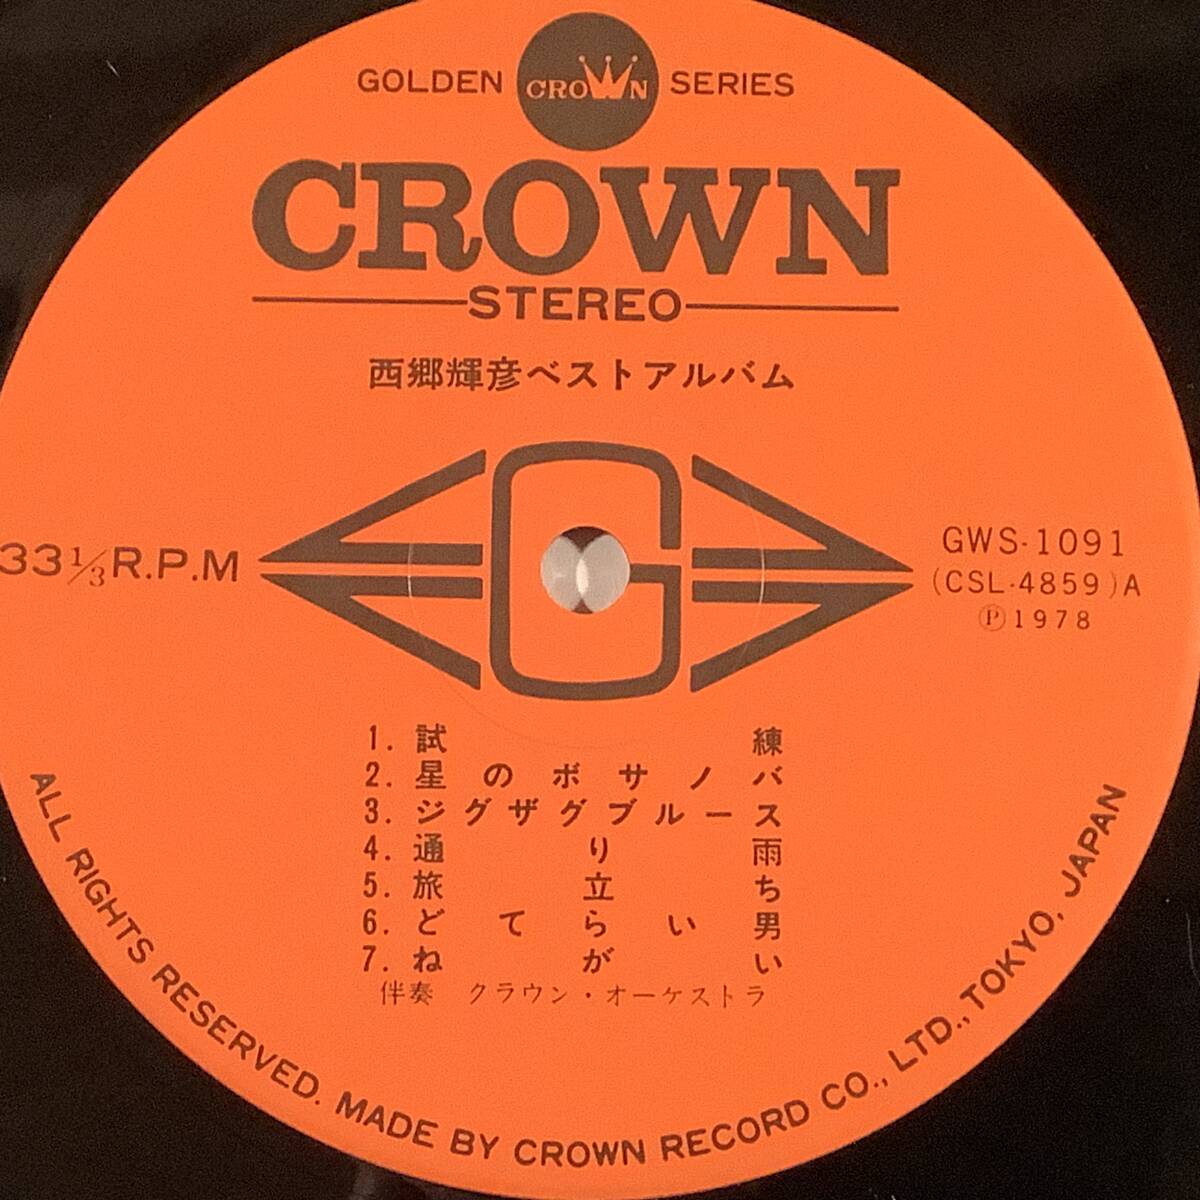 GOLDEN CROWN SERIES
CROWN
STEREO
西郷輝彦ベストアルバム
33 1/3 R.P.M
G
GWS-1091
(CSL-4859)A
Ⓟ1978
1. 試練
2. 星のボサノバ
3. ジグザグブルース
4. 通り雨
5. 旅立ち
6. どてらい男
7. ねがい
伴奏 クラウン・オーケストラ
ALL RIGHTS RESERVED. MADE BY CROWN RECORD CO., LTD., TOKYO, JAPAN